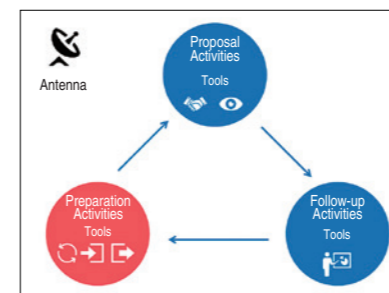 Proposal
Activities
Tools
Antenna
Preparation
Activities
Tools
Follow-up
Activities
Tools